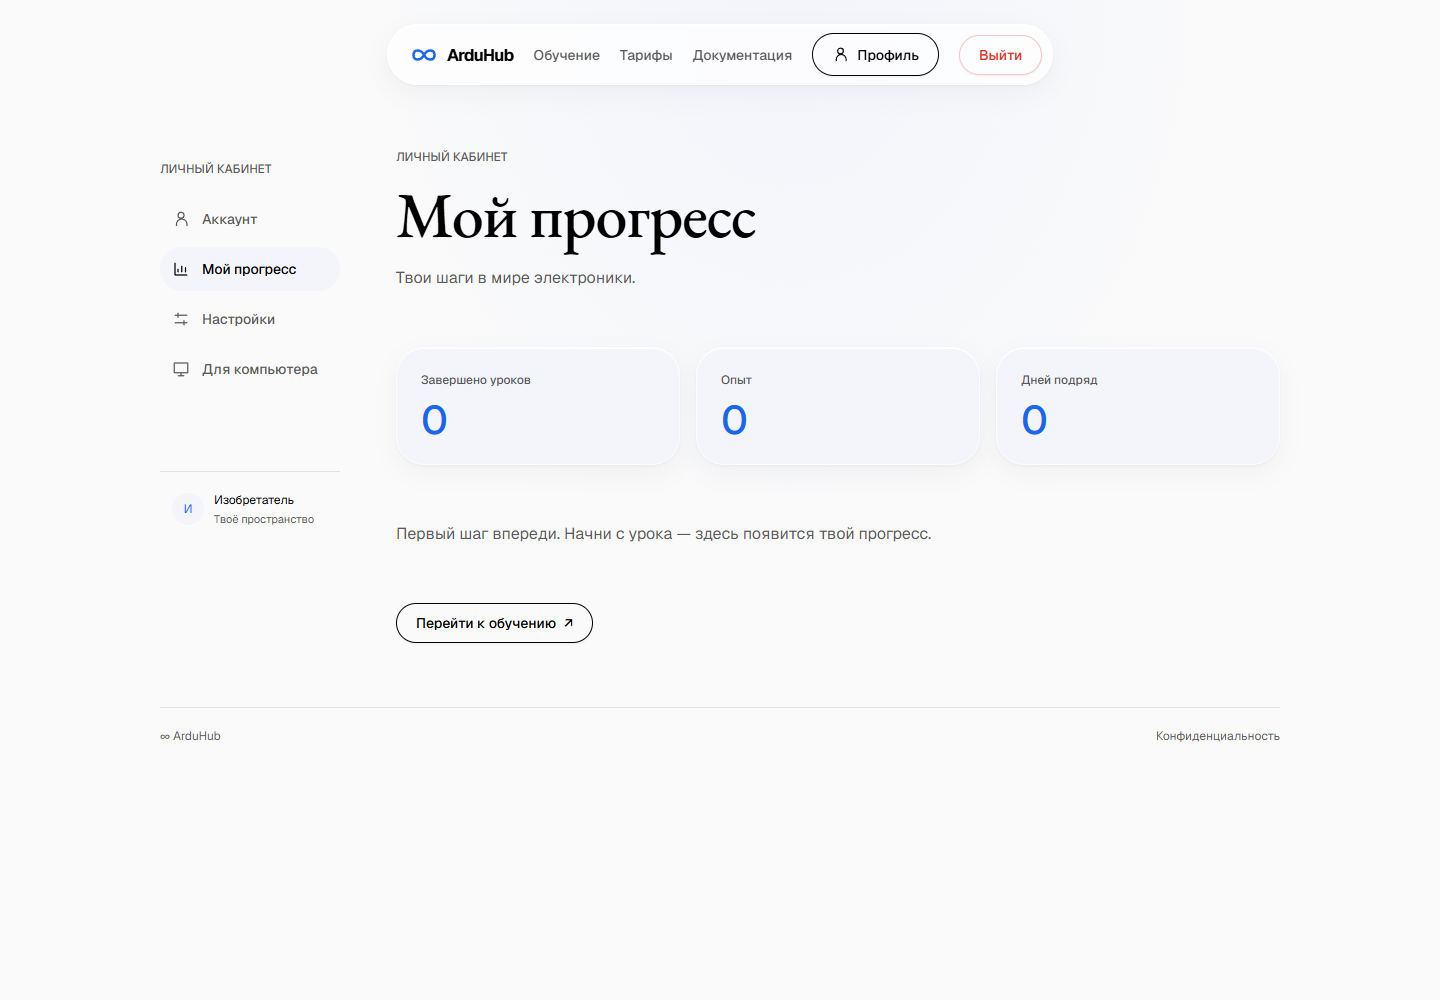 ArduHub
Обучение
Тарифы
Документация
Профиль
Выйти
ЛИЧНЫЙ КАБИНЕТ
Аккаунт
Мой прогресс
Настройки
Для компьютера
И
Изобретатель
Твоё пространство
ЛИЧНЫЙ КАБИНЕТ
Мой прогресс
Твои шаги в мире электроники.
Завершено уроков
0
Опыт
0
Дней подряд
0
Первый шаг впереди. Начни с урока — здесь появится твой прогресс.
Перейти к обучению ↗
∞ ArduHub
Конфиденциальность